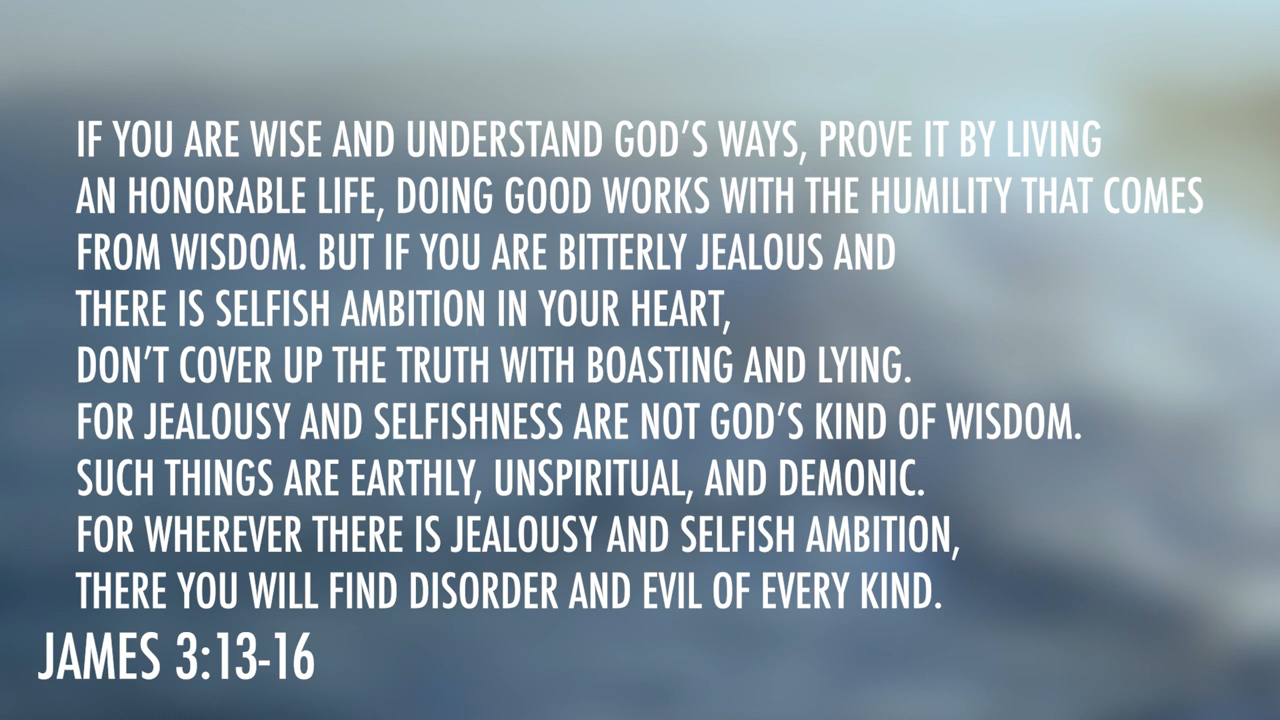 IF YOU ARE WISE AND UNDERSTAND GOD’S WAYS, PROVE IT BY LIVING
AN HONORABLE LIFE, DOING GOOD WORKS WITH THE HUMILITY THAT COMES
FROM WISDOM. BUT IF YOU ARE BITTERLY JEALOUS AND
THERE IS SELFISH AMBITION IN YOUR HEART,
DON’T COVER UP THE TRUTH WITH BOASTING AND LYING.
FOR JEALOUSY AND SELFISHNESS ARE NOT GOD’S KIND OF WISDOM.
SUCH THINGS ARE EARTHLY, UNSPIRITUAL, AND DEMONIC.
FOR WHEREVER THERE IS JEALOUSY AND SELFISH AMBITION,
THERE YOU WILL FIND DISORDER AND EVIL OF EVERY KIND.
JAMES 3:13-16